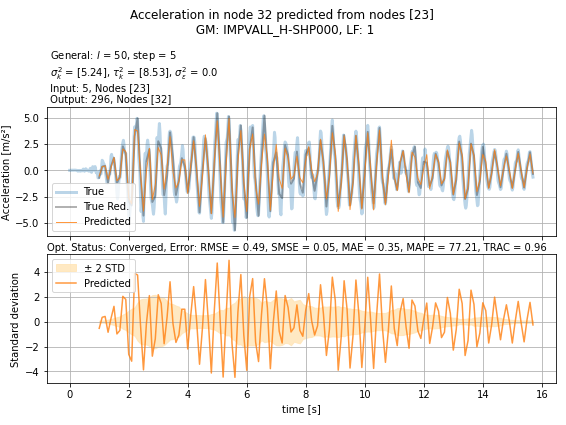 Acceleration in node 32 predicted from nodes [23]
GM: IMPVALL_H-SHP000, LF: 1
General: l = 50, step = 5
σ²ₖ = [5.24], τ²ₖ = [8.53], σ²ε = 0.0
Input: 5, Nodes [23]
Output: 296, Nodes [32]
Acceleration [m/s²]
5.0
2.5
0.0
−2.5
−5.0
True
True Red.
Predicted
Opt. Status: Converged, Error: RMSE = 0.49, SMSE = 0.05, MAE = 0.35, MAPE = 77.21, TRAC = 0.96
Standard deviation
4
2
0
−2
−4
± 2 STD
Predicted
0 2 4 6 8 10 12 14 16
time [s]